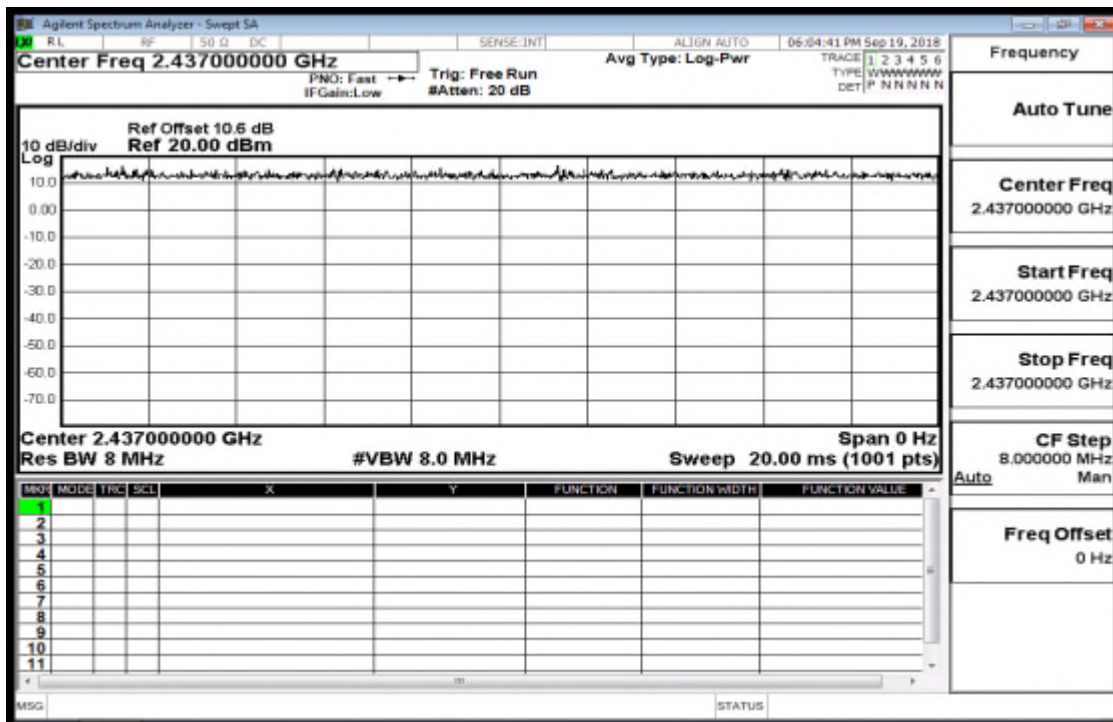 Agilent Spectrum Analyzer - Swept SA
RL RF 50 Ω DC SENSE:INT ALIGN AUTO 06:04:41 PM Sep 19, 2018
Center Freq 2.437000000 GHz
PNO: Fast
IFGain:Low
Trig: Free Run
#Atten: 20 dB
Avg Type: Log-Pwr
TRACE 1 2 3 4 5 6
TYPE WWWWWW
DET P N N N N N
Ref Offset 10.6 dB
10 dB/div Ref 20.00 dBm
Log
10.0
0.00
-10.0
-20.0
-30.0
-40.0
-50.0
-60.0
-70.0
Center 2.437000000 GHz Span 0 Hz
Res BW 8 MHz #VBW 8.0 MHz Sweep 20.00 ms (1001 pts)
MKR MODE TRC SCL X Y FUNCTION FUNCTION WIDTH FUNCTION VALUE
1
2
3
4
5
6
7
8
9
10
11
MSG STATUS
Frequency
Auto Tune
Center Freq
2.437000000 GHz
Start Freq
2.437000000 GHz
Stop Freq
2.437000000 GHz
CF Step
8.000000 MHz
Auto Man
Freq Offset
0 Hz